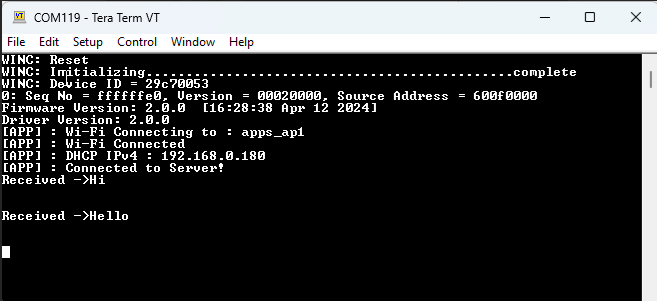 COM119 - Tera Term VT
File Edit Setup Control Window Help
WINC: Reset
WINC: Initializing..................................................complete
WINC: Device ID = 29c70053
0: Seq No = ffffffe0, Version = 00020000, Source Address = 600f0000
Firmware Version: 2.0.0 [16:28:38 Apr 12 2024]
Driver Version: 2.0.0
[APP] : Wi-Fi Connecting to : apps_ap1
[APP] : Wi-Fi Connected
[APP] : DHCP IPv4 : 192.168.0.180
[APP] : Connected to Server!
Received ->Hi
Received ->Hello